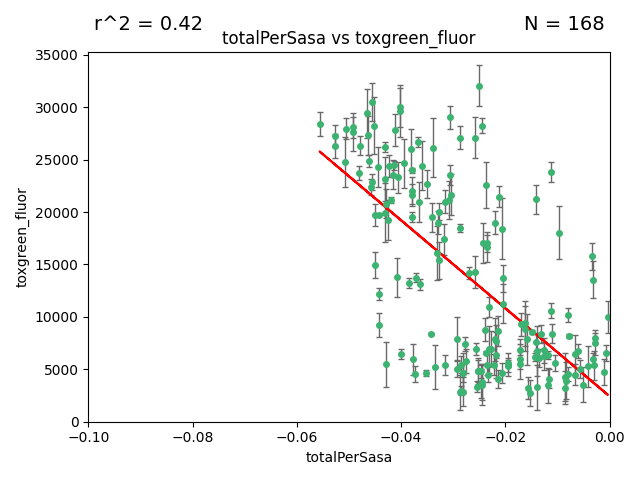 r^2 = 0.42
N = 168
totalPerSasa vs toxgreen_fluor
35000
30000
25000
20000
15000
10000
5000
0
toxgreen_fluor
−0.10
−0.08
−0.06
−0.04
−0.02
0.00
totalPerSasa